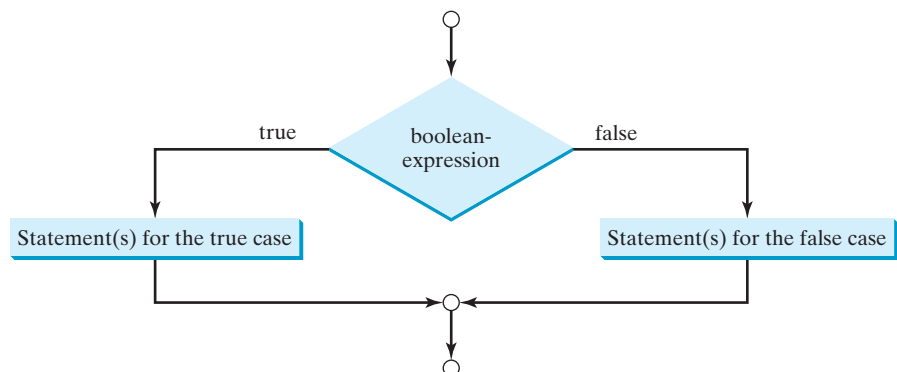 true
boolean-
expression
false
Statement(s) for the true case
Statement(s) for the false case